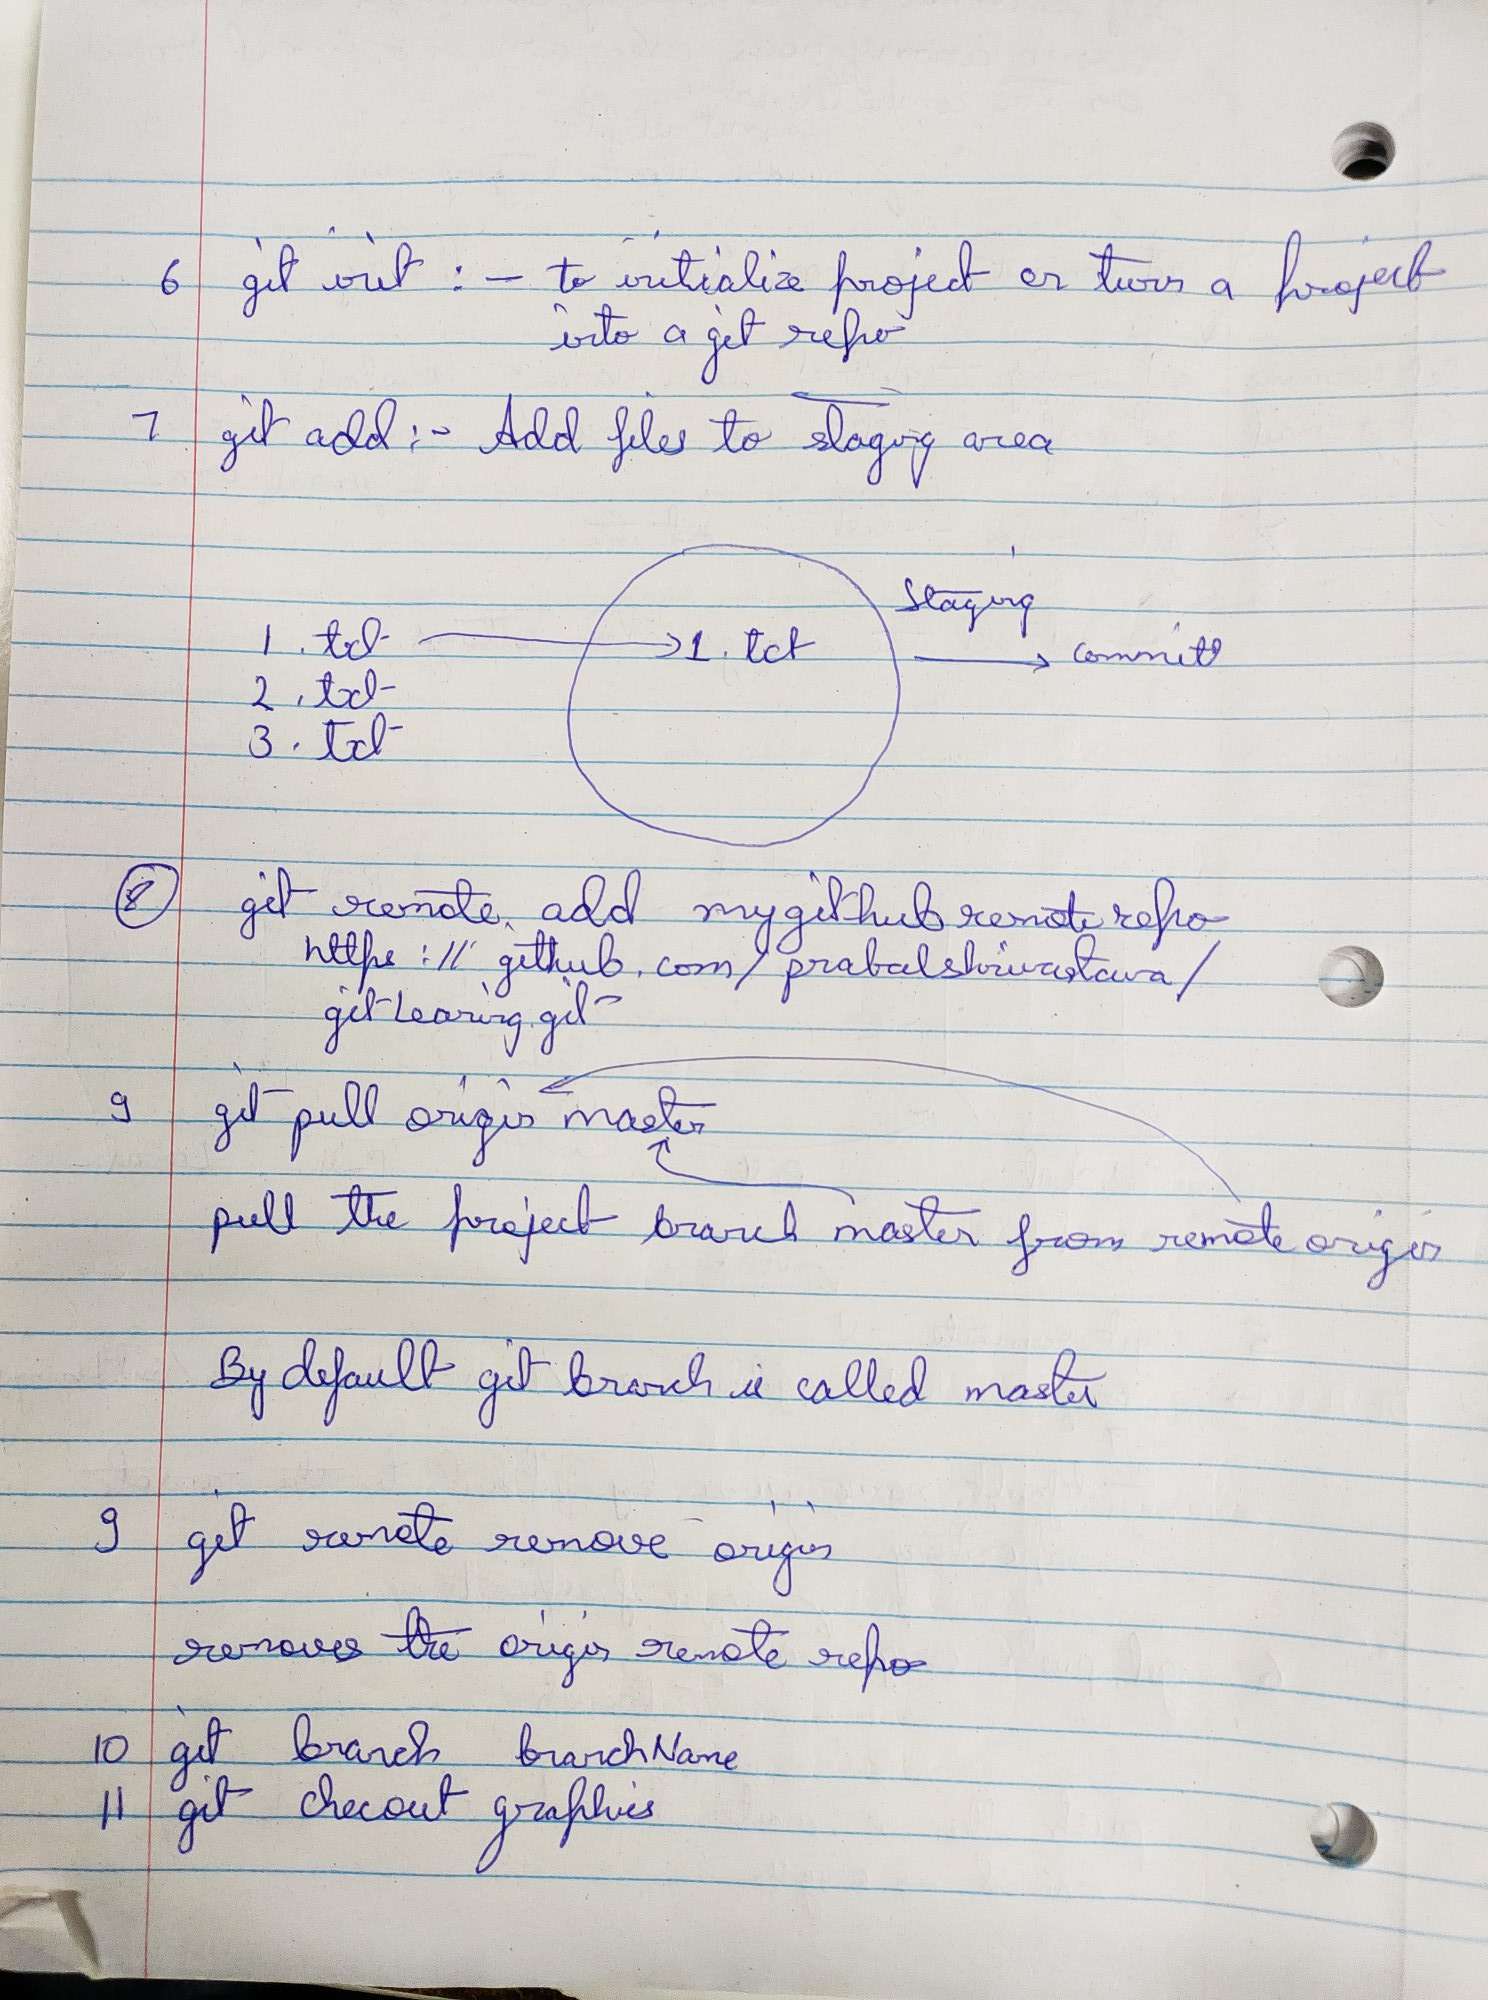 6 git init :- to initialize project or turn a project
into a git repo
7 git add :- Add files to staging area
Staging
1.txt → 1.txt → commit
2.txt
3.txt
8 git remote add mygithubremoterepo
https://github.com/prabalshrivastava/
git-Learing.git
9 git pull origin master
pull the project branch master from remote origin
By default git branch is called master
9 git remote remove origin
removes the origin remote repo
10 git branch branchName
11 git checout graphics